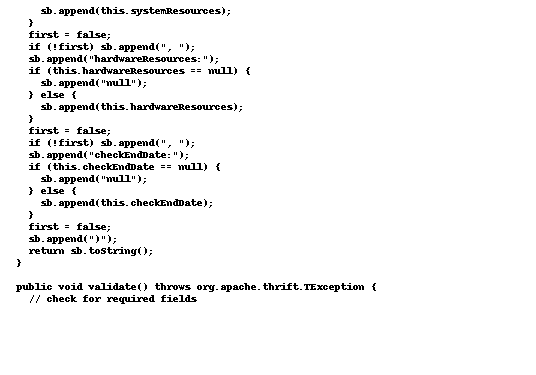 sb.append(this.systemResources);
}
first = false;
if (!first) sb.append(", ");
sb.append("hardwareResources:");
if (this.hardwareResources == null) {
sb.append("null");
} else {
sb.append(this.hardwareResources);
}
first = false;
if (!first) sb.append(", ");
sb.append("checkEndDate:");
if (this.checkEndDate == null) {
sb.append("null");
} else {
sb.append(this.checkEndDate);
}
first = false;
sb.append(")");
return sb.toString();
}
public void validate() throws org.apache.thrift.TException {
// check for required fields